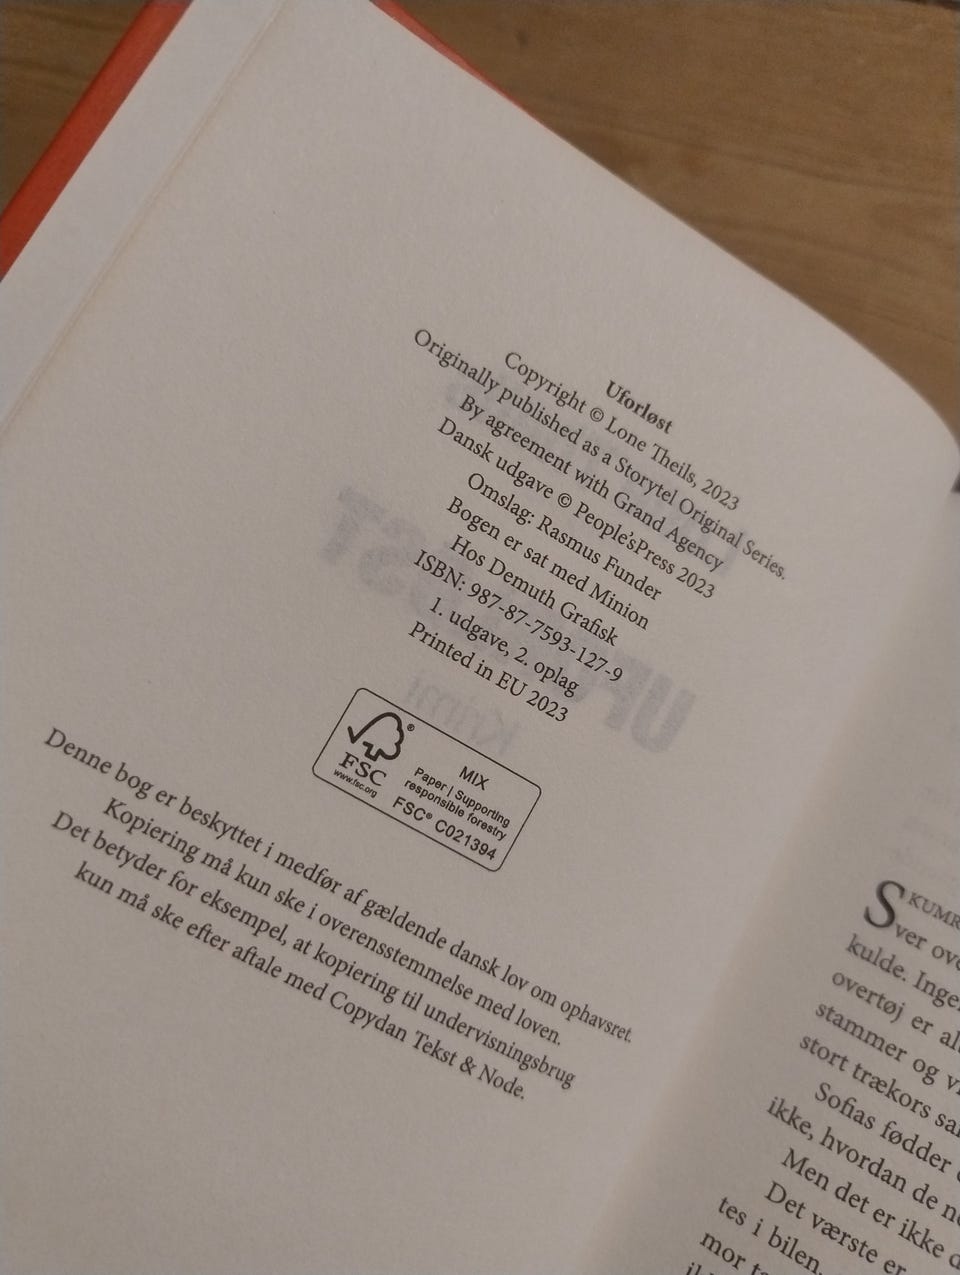 Uforløst
Copyright © Lone Theils, 2023
Originally published as a Storytel Original Series.
By agreement with Grand Agency
Dansk udgave © People'sPress 2023
Omslag: Rasmus Funder
Bogen er sat med Minion
Hos Demuth Grafisk
ISBN: 987-87-7593-127-9
1. udgave, 2. oplag
Printed in EU 2023
FSC®
www.fsc.org
MIX
Paper | Supporting
responsible forestry
FSC® C021394
Denne bog er beskyttet i medfør af gældende dansk lov om ophavsret.
Kopiering må kun ske i overensstemmelse med loven.
Det betyder for eksempel, at kopiering til undervisningsbrug
kun må ske efter aftale med Copydan Tekst & Node.
ver
kulde.
overtøj er
stammer og
stort trækors
Sofias fødder
ikke, hvordan de
Men det er ikke
Det værste er
tes i bilen.
mor